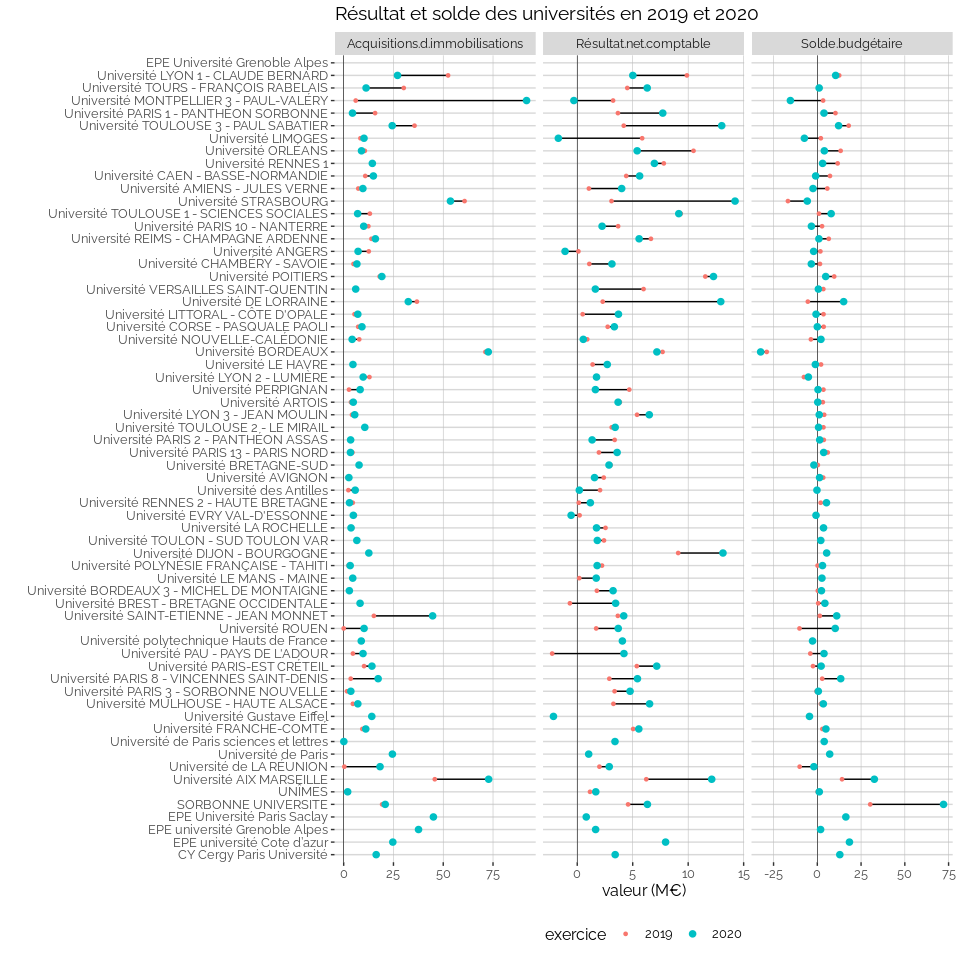 Résultat et solde des universités en 2019 et 2020
Acquisitions.d.immobilisations
Résultat.net.comptable
Solde.budgétaire
EPE Université Grenoble Alpes
Université LYON 1 - CLAUDE BERNARD
Université TOURS - FRANÇOIS RABELAIS
Université MONTPELLIER 3 - PAUL-VALÉRY
Université PARIS 1 - PANTHÉON SORBONNE
Université TOULOUSE 3 - PAUL SABATIER
Université LIMOGES
Université ORLÉANS
Université RENNES 1
Université CAEN - BASSE-NORMANDIE
Université AMIENS - JULES VERNE
Université STRASBOURG
Université TOULOUSE 1 - SCIENCES SOCIALES
Université PARIS 10 - NANTERRE
Université REIMS - CHAMPAGNE ARDENNE
Université ANGERS
Université CHAMBÉRY - SAVOIE
Université POITIERS
Université VERSAILLES SAINT-QUENTIN
Université DE LORRAINE
Université LITTORAL - CÔTE D'OPALE
Université CORSE - PASQUALE PAOLI
Université NOUVELLE-CALÉDONIE
Université BORDEAUX
Université LE HAVRE
Université LYON 2 - LUMIÈRE
Université PERPIGNAN
Université ARTOIS
Université LYON 3 - JEAN MOULIN
Université TOULOUSE 2 - LE MIRAIL
Université PARIS 2 - PANTHÉON ASSAS
Université PARIS 13 - PARIS NORD
Université BRETAGNE-SUD
Université AVIGNON
Université des Antilles
Université RENNES 2 - HAUTE BRETAGNE
Université EVRY VAL-D'ESSONNE
Université LA ROCHELLE
Université TOULON - SUD TOULON VAR
Université DIJON - BOURGOGNE
Université POLYNÉSIE FRANÇAISE - TAHITI
Université LE MANS - MAINE
Université BORDEAUX 3 - MICHEL DE MONTAIGNE
Université BREST - BRETAGNE OCCIDENTALE
Université SAINT-ETIENNE - JEAN MONNET
Université ROUEN
Université polytechnique Hauts de France
Université PAU - PAYS DE L'ADOUR
Université PARIS-EST CRÉTEIL
Université PARIS 8 - VINCENNES SAINT-DENIS
Université PARIS 3 - SORBONNE NOUVELLE
Université MULHOUSE - HAUTE ALSACE
Université Gustave Eiffel
Université FRANCHE-COMTÉ
Université de Paris sciences et lettres
Université de Paris
Université de LA RÉUNION
Université AIX MARSEILLE
UNÎMES
SORBONNE UNIVERSITE
EPE Université Paris Saclay
EPE université Grenoble Alpes
EPE université Cote d'azur
CY Cergy Paris Université
0 25 50 75
0 5 10 15
-25 0 25 50 75
valeur (M€)
exercice 2019 2020